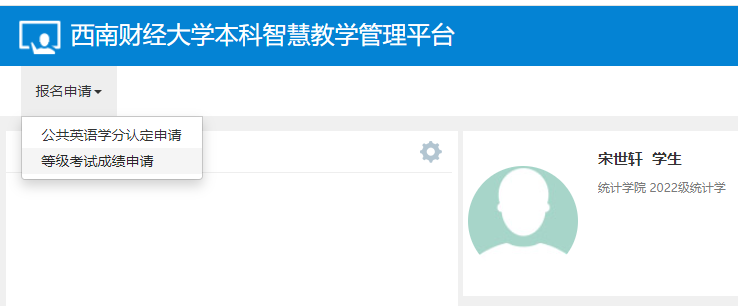 西南财经大学本科智慧教学管理平台
报名申请
公共英语学分认定申请
等级考试成绩申请
宋世轩 学生
统计学院 2022级统计学